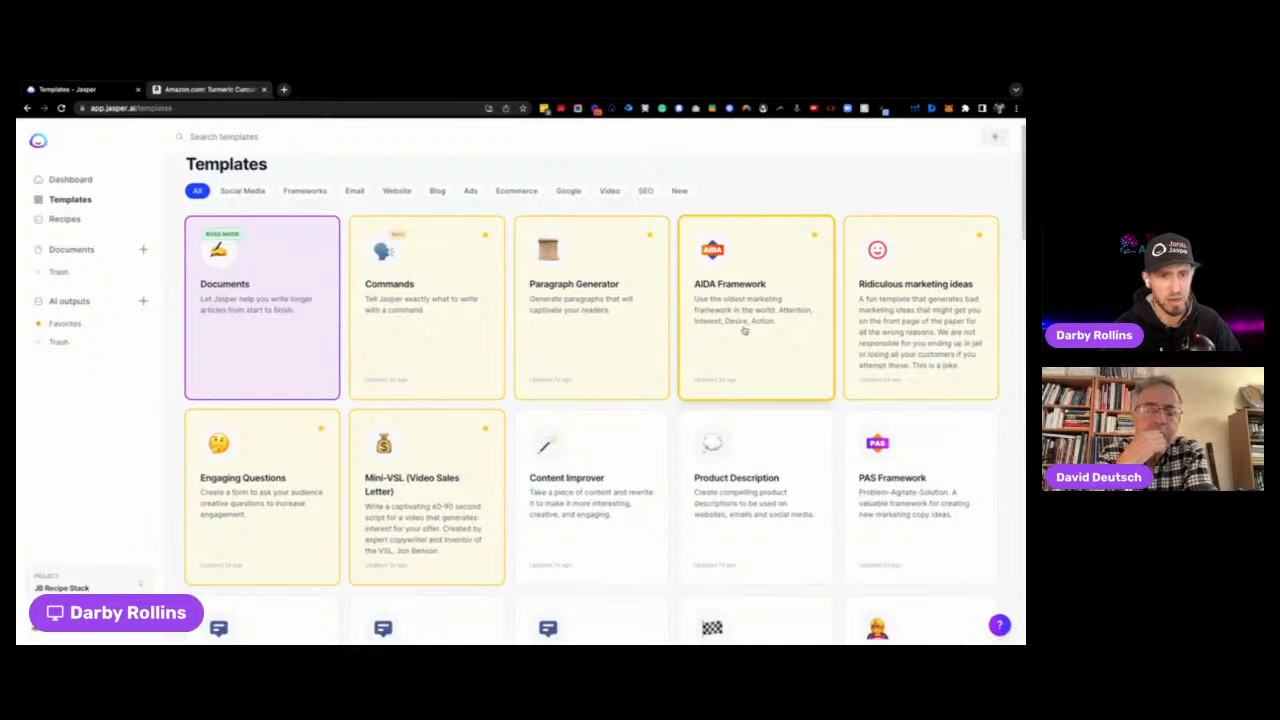 Templates - Jasper
Amazon.com: Turmeric Curcum
app.jasper.ai/templates
Search templates
Dashboard
Templates
Recipes
Documents
Trash
AI outputs
Favorites
Trash
PROJECT
JB Recipe Stack
Darby Rollins
Templates
All Social Media Frameworks Email Website Blog Ads Ecommerce Google Video SEO New
BOSS MODE
Documents
Let Jasper help you write longer
articles from start to finish.
Beta
Commands
Tell Jasper exactly what to write
with a command
Paragraph Generator
Generate paragraphs that will
captivate your readers.
AIDA
AIDA Framework
Use the oldest marketing
framework in the world. Attention,
Interest, Desire, Action.
Ridiculous marketing ideas
A fun template that generates bad
marketing ideas that might get you
on the front page of the paper for
all the wrong reasons. We are not
responsible for you ending up in jail
or losing all your customers if you
attempt these. This is a joke.
Engaging Questions
Create a form to ask your audience
creative questions to increase
engagement.
Mini-VSL (Video Sales
Letter)
Write a captivating 60-90 second
script for a video that generates
interest for your offer. Created by
expert copywriter and inventor of
the VSL, Jon Benson.
Content Improver
Take a piece of content and rewrite
it to make it more interesting,
creative, and engaging.
Product Description
Create compelling product
descriptions to be used on
websites, emails and social media.
PAS
PAS Framework
Problem-Agitate-Solution. A
valuable framework for creating
new marketing copy ideas.
?
Jarvis
Jasper
Darby Rollins
David Deutsch